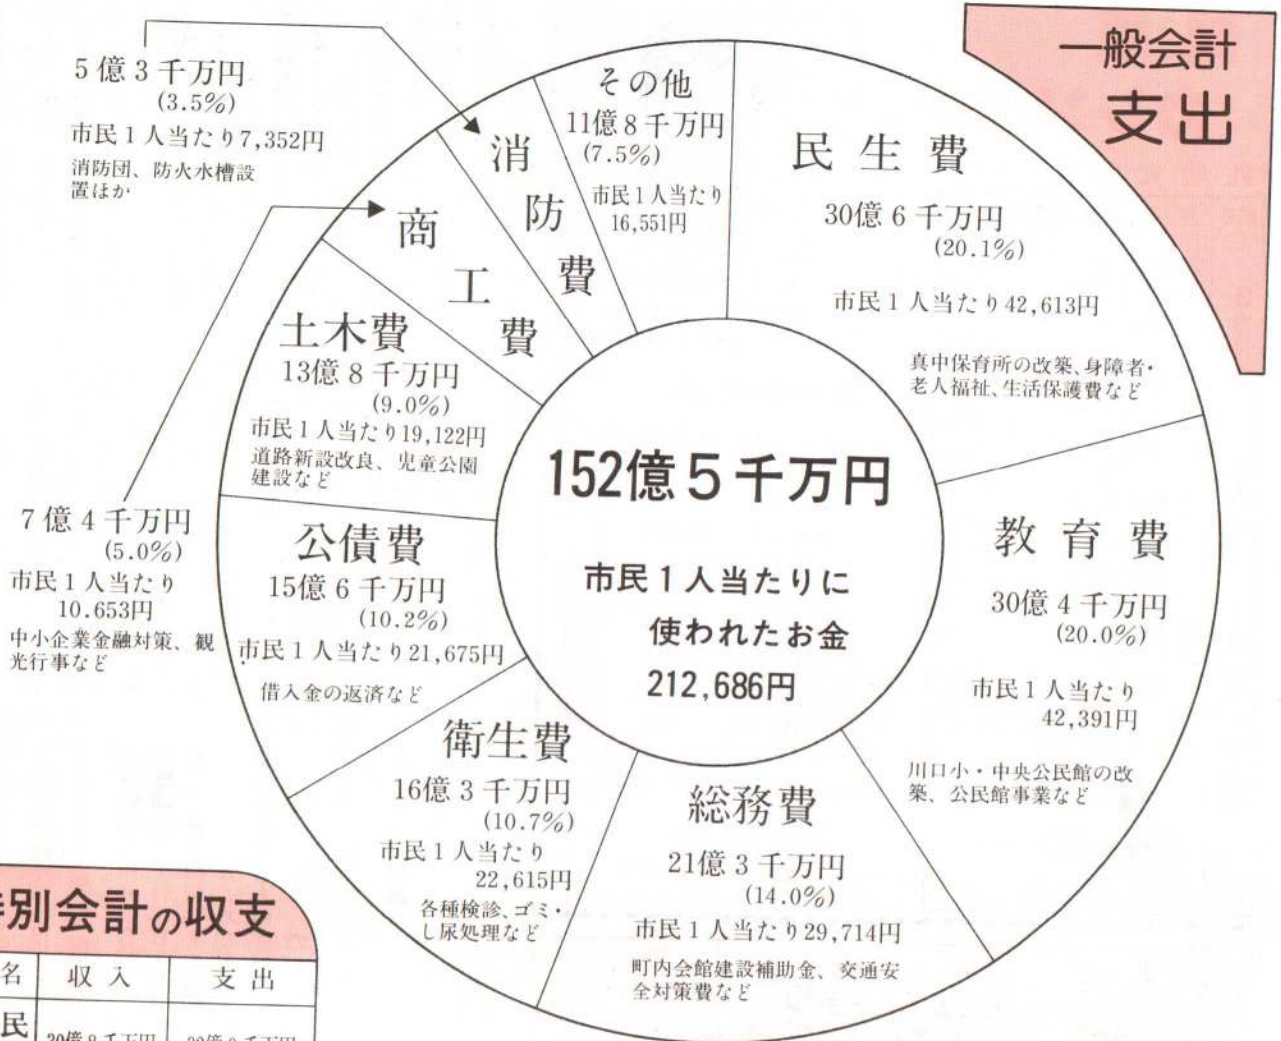 一般会計
支出
5億3千万円
(3.5%)
市民1人当たり7,352円
消防団、防火水槽設
置ほか
消防費
その他
11億8千万円
(7.5%)
市民1人当たり
16,551円
民生費
30億6千万円
(20.1%)
市民1人当たり42,613円
真中保育所の改築、身障者・
老人福祉、生活保護費など
商工費
7億4千万円
(5.0%)
市民1人当たり
10.653円
中小企業金融対策、観
光行事など
土木費
13億8千万円
(9.0%)
市民1人当たり19,122円
道路新設改良、児童公園
建設など
152億5千万円
市民1人当たりに
使われたお金
212,686円
教育費
30億4千万円
(20.0%)
市民1人当たり
42,391円
川口小・中央公民館の改
築、公民館事業など
公債費
15億6千万円
(10.2%)
市民1人当たり21,675円
借入金の返済など
衛生費
16億3千万円
(10.7%)
市民1人当たり
22,615円
各種検診、ゴミ・
し尿処理など
総務費
21億3千万円
(14.0%)
市民1人当たり29,714円
町内会館建設補助金、交通安
全対策費など
別会計の収支
名 収入 支出
民